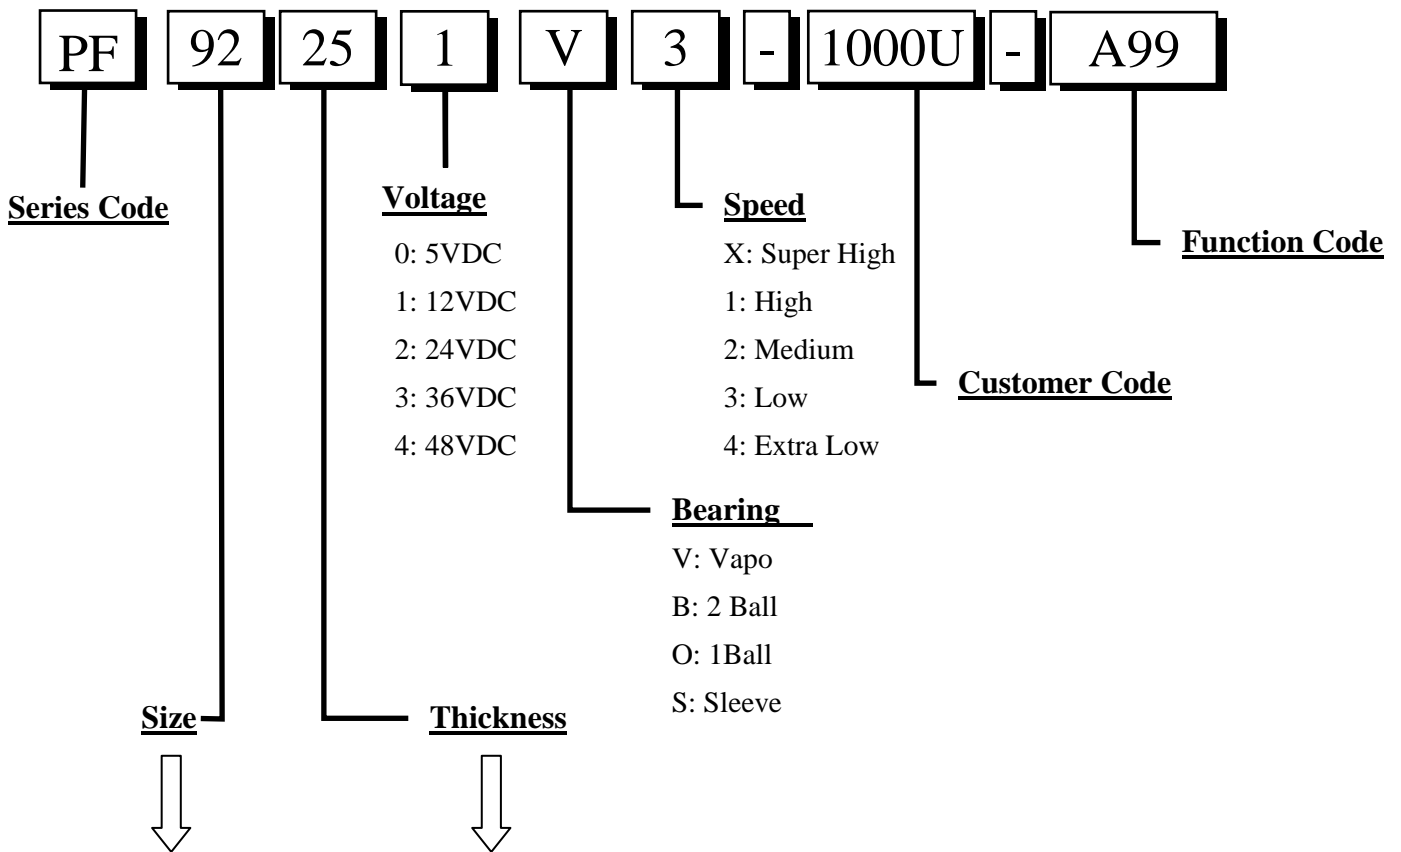 PF 92 25 1 V 3 - 1000U - A99
Series Code
Voltage
0: 5VDC
1: 12VDC
2: 24VDC
3: 36VDC
4: 48VDC
Speed
X: Super High
1: High
2: Medium
3: Low
4: Extra Low
Function Code
Customer Code
Bearing
V: Vapo
B: 2 Ball
O: 1Ball
S: Sleeve
Size
Thickness